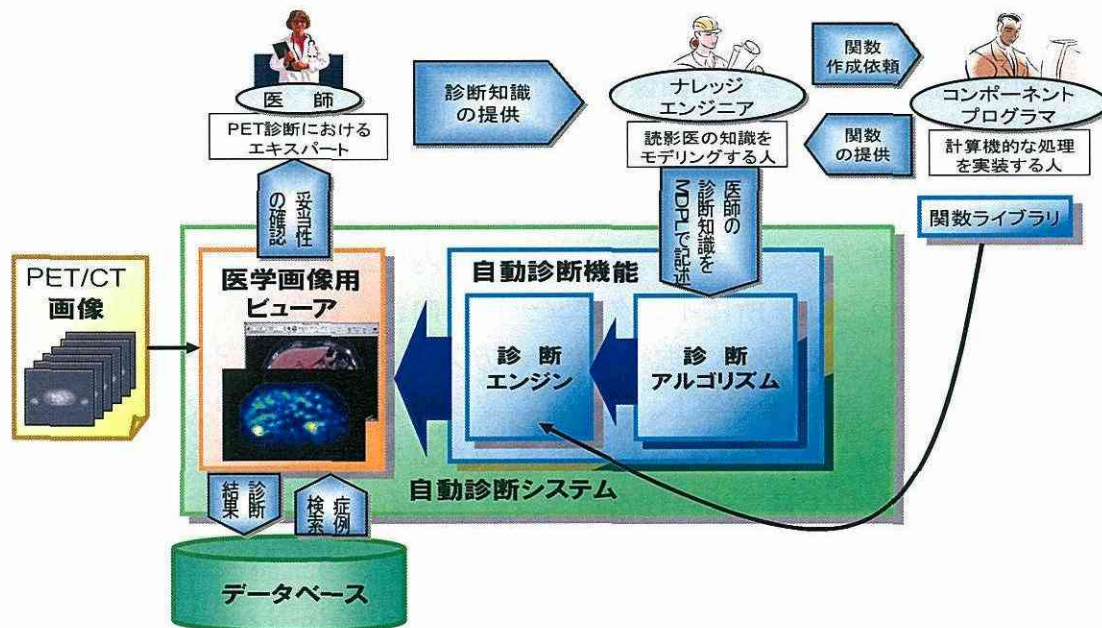 医 師
PET診断における
エキスパート
診断知識
の提供
ナレッジ
エンジニア
読影医の知識を
モデリングする人
関数
作成依頼
関数
の提供
コンポーネント
プログラマ
計算機的な処理
を実装する人
関数ライブラリ
妥当性
の確認
医師の
診断知識を
MDPLで記述
PET/CT
画像
医学画像用
ビューア
自動診断機能
診 断
エンジン
診 断
アルゴリズム
自動診断システム
診断
結果
症例
検索
データベース